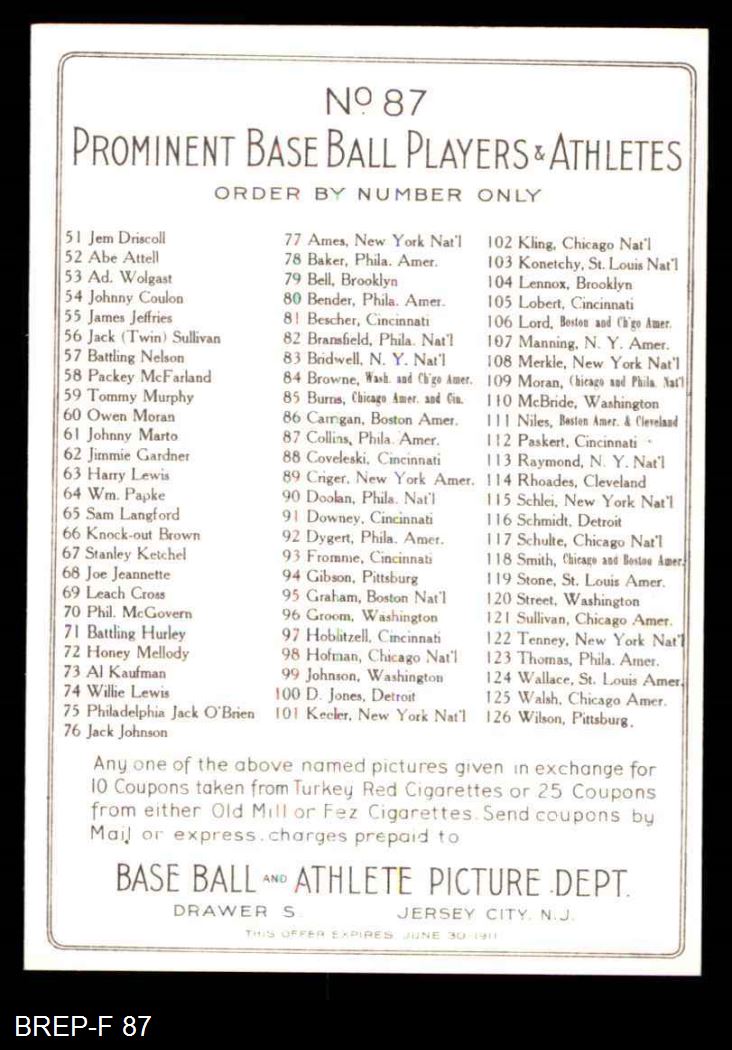 Nº 87
PROMINENT BASE BALL PLAYERS & ATHLETES
ORDER BY NUMBER ONLY
51 Jem Driscoll
52 Abe Attell
53 Ad. Wolgast
54 Johnny Coulon
55 James Jeffries
56 Jack (Twin) Sullivan
57 Battling Nelson
58 Packey McFarland
59 Tommy Murphy
60 Owen Moran
61 Johnny Marto
62 Jimmie Gardner
63 Harry Lewis
64 Wm. Papke
65 Sam Langford
66 Knock-out Brown
67 Stanley Ketchel
68 Joe Jeannette
69 Leach Cross
70 Phil. McGovern
71 Battling Hurley
72 Honey Mellody
73 Al Kaufman
74 Willie Lewis
75 Philadelphia Jack O'Brien
76 Jack Johnson
77 Ames, New York Nat'l
78 Baker, Phila. Amer.
79 Bell, Brooklyn
80 Bender, Phila. Amer.
81 Bescher, Cincinnati
82 Bransfield, Phila. Nat'l
83 Bridwell, N. Y. Nat'l
84 Browne, Wash. and Ch'go Amer.
85 Burns, Chicago Amer. and Cin.
86 Carrigan, Boston Amer.
87 Collins, Phila. Amer.
88 Coveleski, Cincinnati
89 Criger, New York Amer.
90 Doolan, Phila. Nat'l
91 Downey, Cincinnati
92 Dygert, Phila. Amer.
93 Fromme, Cincinnati
94 Gibson, Pittsburg
95 Graham, Boston Nat'l
96 Groom, Washington
97 Hoblitzell, Cincinnati
98 Hofman, Chicago Nat'l
99 Johnson, Washington
100 D. Jones, Detroit
101 Keeler, New York Nat'l
102 Kling, Chicago Nat'l
103 Konetchy, St. Louis Nat'l
104 Lennox, Brooklyn
105 Lobert, Cincinnati
106 Lord, Boston and Ch'go Amer.
107 Manning, N. Y. Amer.
108 Merkle, New York Nat'l
109 Moran, Chicago and Phila. Nat'l
110 McBride, Washington
111 Niles, Boston Amer. & Cleveland
112 Paskert, Cincinnati
113 Raymond, N. Y. Nat'l
114 Rhoades, Cleveland
115 Schlei, New York Nat'l
116 Schmidt, Detroit
117 Schulte, Chicago Nat'l
118 Smith, Chicago and Boston Amer.
119 Stone, St. Louis Amer.
120 Street, Washington
121 Sullivan, Chicago Amer.
122 Tenney, New York Nat'l
123 Thomas, Phila. Amer.
124 Wallace, St. Louis Amer.
125 Walsh, Chicago Amer.
126 Wilson, Pittsburg.
Any one of the above named pictures given in exchange for
10 Coupons taken from Turkey Red Cigarettes or 25 Coupons
from either Old Mill or Fez Cigarettes. Send coupons by
Mail or express. charges prepaid to
BASE BALL AND ATHLETE PICTURE DEPT.
DRAWER S. JERSEY CITY, N.J.
THIS OFFER EXPIRES JUNE 30-1911
BREP-F 87